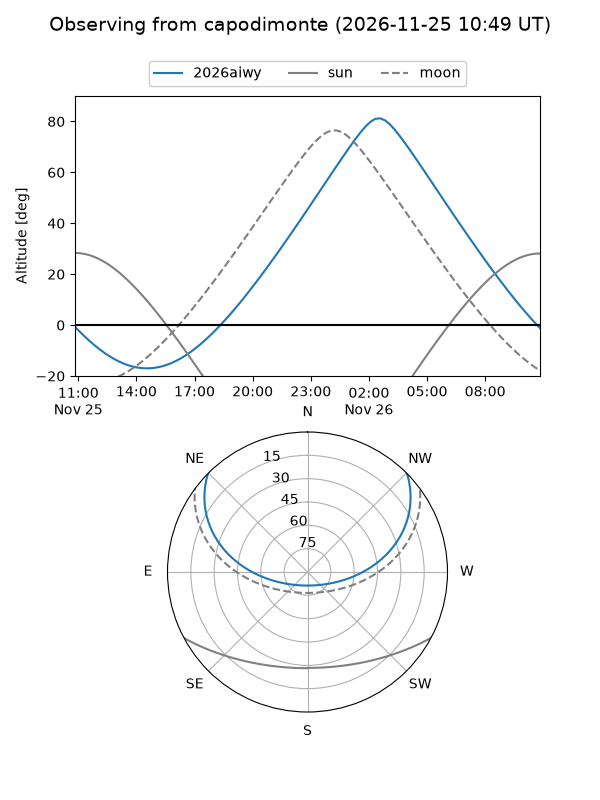 Observing from capodimonte (2026-11-25 10:49 UT)
2026aiwy sun moon
Altitude [deg]
80
60
40
20
0
−20
11:00 14:00 17:00 20:00 23:00 02:00 05:00 08:00
Nov 25 Nov 26
N
NE NW
15
30
45
60
75
E W
SE SW
S